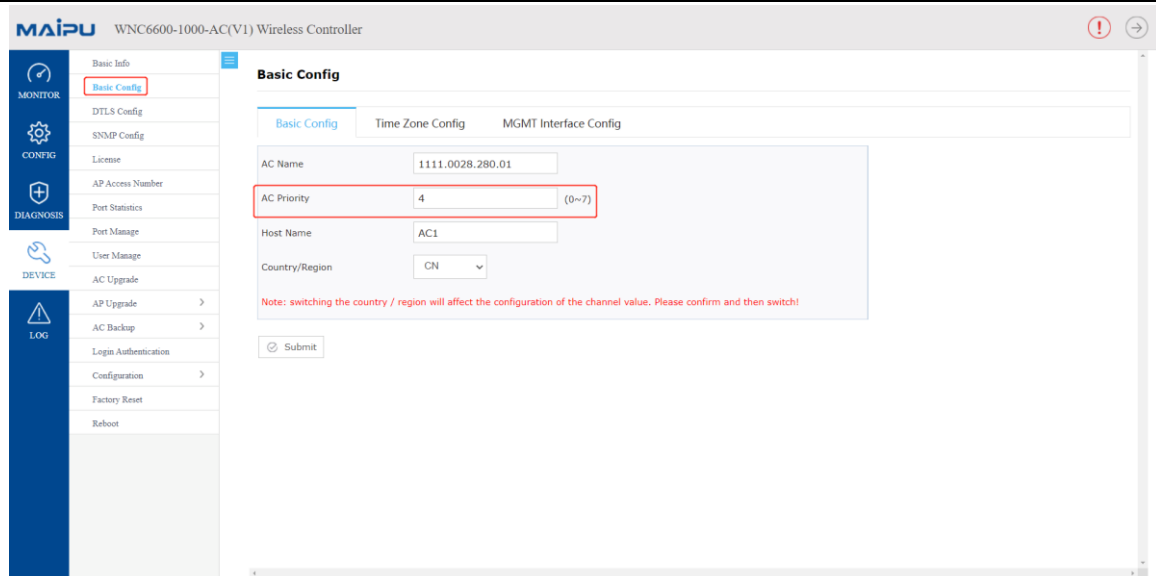 MAIPU WNC6600-1000-AC(V1) Wireless Controller
MONITOR
CONFIG
DIAGNOSIS
DEVICE
LOG
Basic Info
Basic Config
DTLS Config
SNMP Config
License
AP Access Number
Port Statistics
Port Manage
User Manage
AC Upgrade
AP Upgrade
AC Backup
Login Authentication
Configuration
Factory Reset
Reboot
Basic Config
Basic Config Time Zone Config MGMT Interface Config
AC Name 1111.0028.280.01
AC Priority 4 (0~7)
Host Name AC1
Country/Region CN
Note: switching the country / region will affect the configuration of the channel value. Please confirm and then switch!
Submit